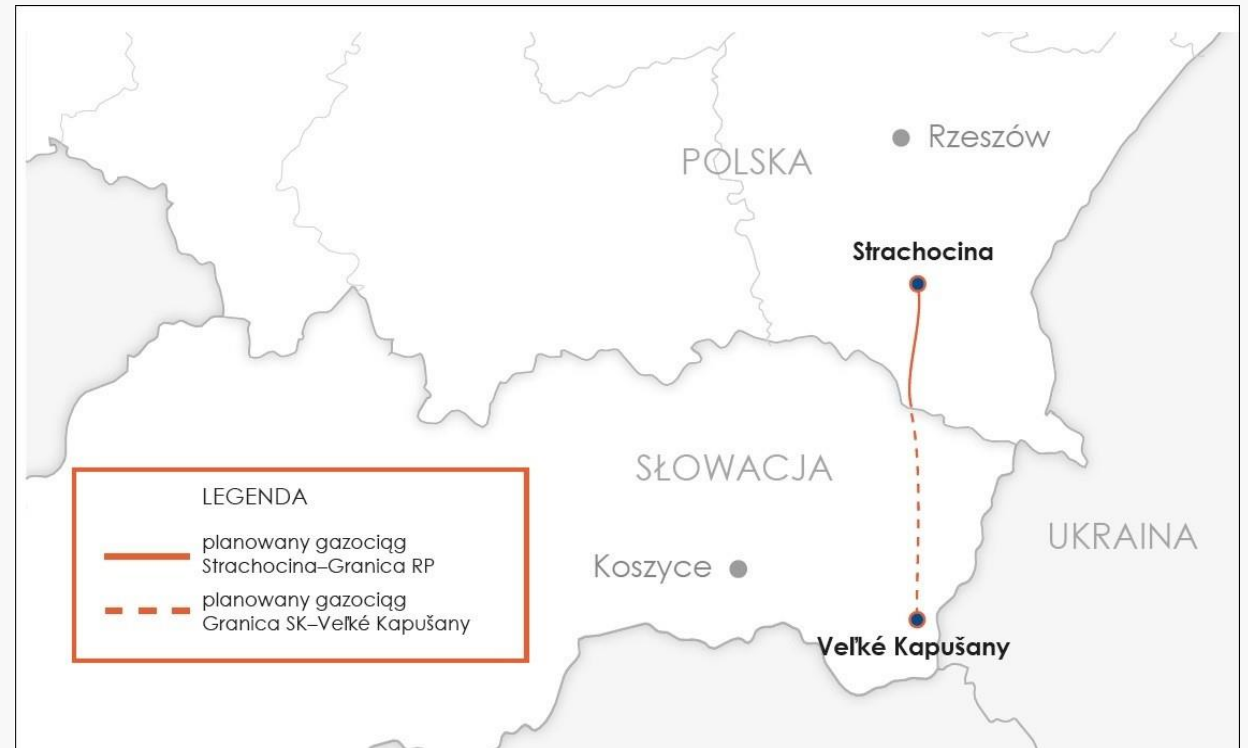 Rzeszów
POLSKA
Strachocina
SŁOWACJA
LEGENDA
planowany gazociąg
Strachocina–Granica RP
planowany gazociąg
Granica SK–Veľké Kapušany
UKRAINA
Koszyce
Veľké Kapušany